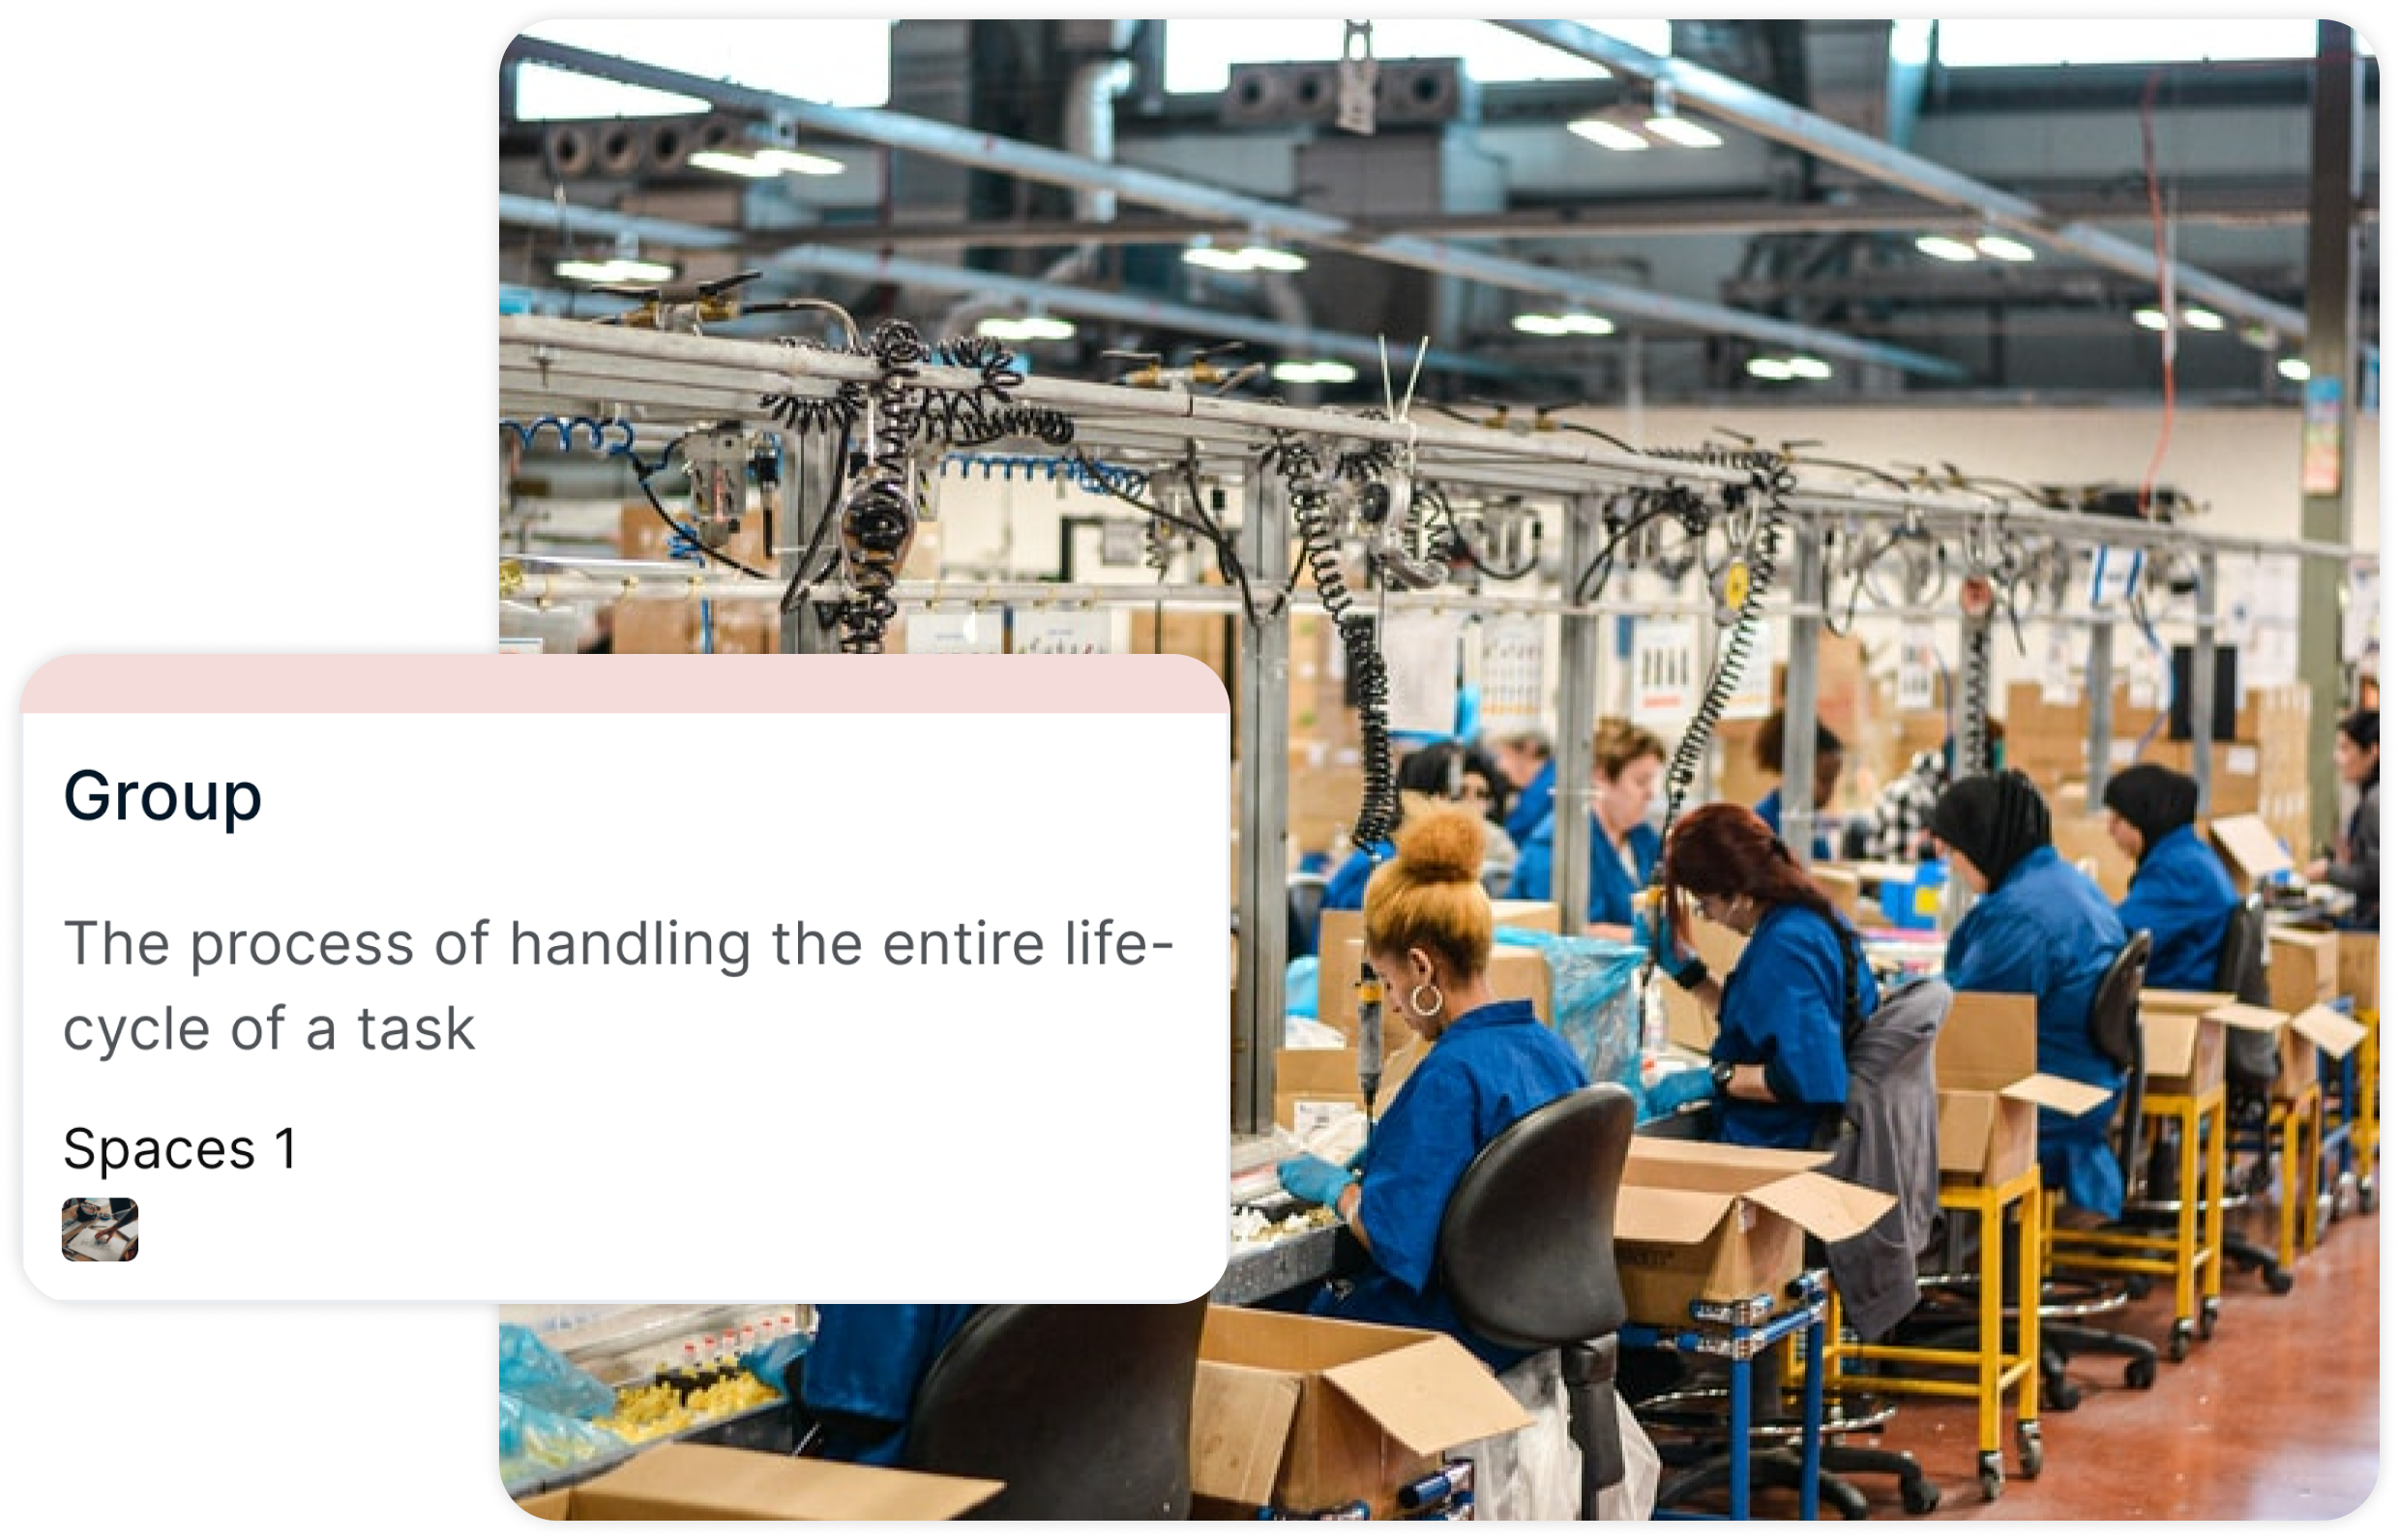 Group
The process of handling the entire life-
cycle of a task
Spaces 1